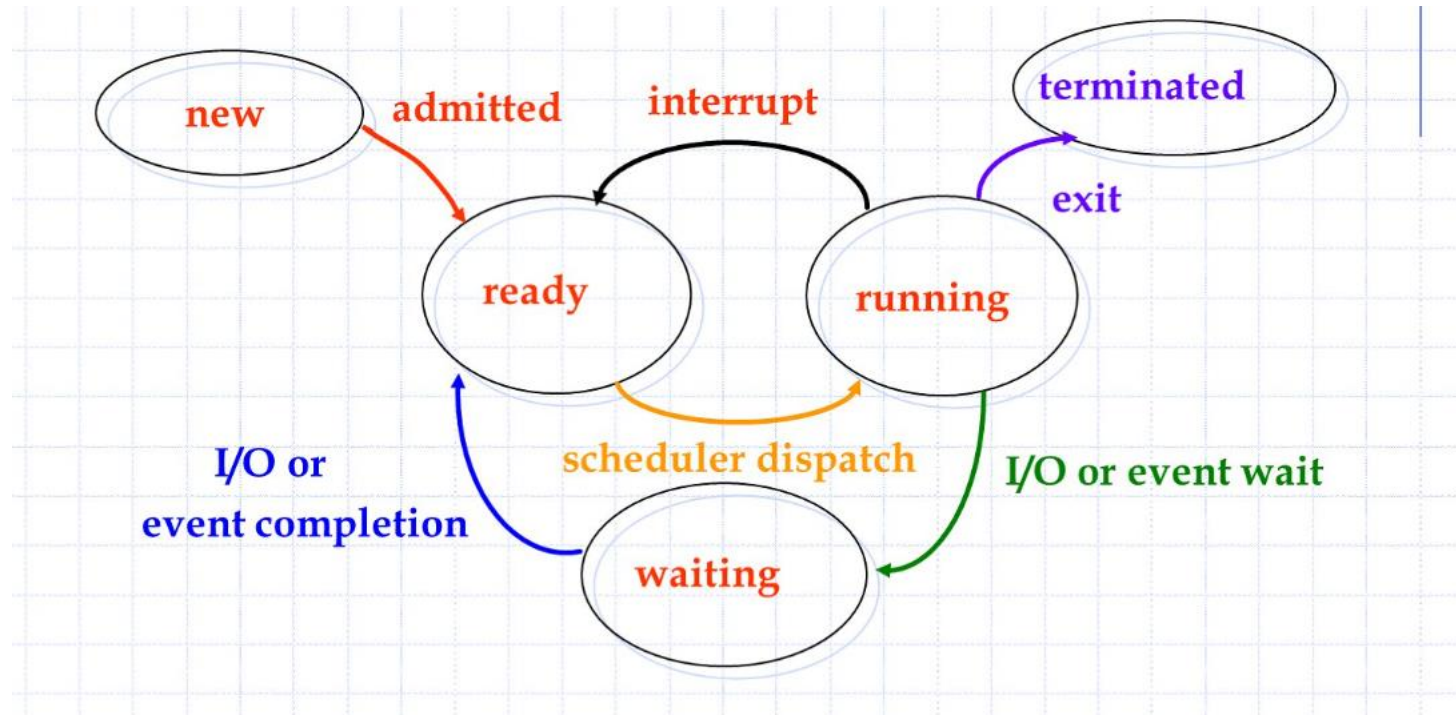 new
admitted
interrupt
terminated
exit
ready
running
scheduler dispatch
I/O or
event completion
I/O or event wait
waiting